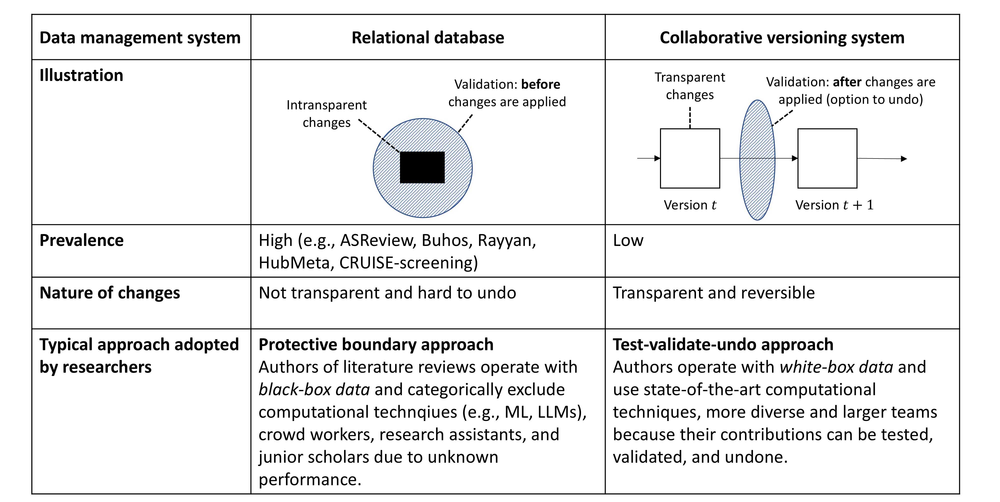 Data management system
Relational database
Collaborative versioning system
Illustration
Intransparent
changes
Validation: before
changes are applied
Transparent
changes
Validation: after changes are
applied (option to undo)
Version t
Version t + 1
Prevalence
High (e.g., ASReview, Buhos, Rayyan,
HubMeta, CRUISE-screening)
Low
Nature of changes
Not transparent and hard to undo
Transparent and reversible
Typical approach adopted
by researchers
Protective boundary approach
Authors of literature reviews operate with
black-box data and categorically exclude
computational technqiues (e.g., ML, LLMs),
crowd workers, research assistants, and
junior scholars due to unknown
performance.
Test-validate-undo approach
Authors operate with white-box data and
use state-of-the-art computational
techniques, more diverse and larger teams
because their contributions can be tested,
validated, and undone.